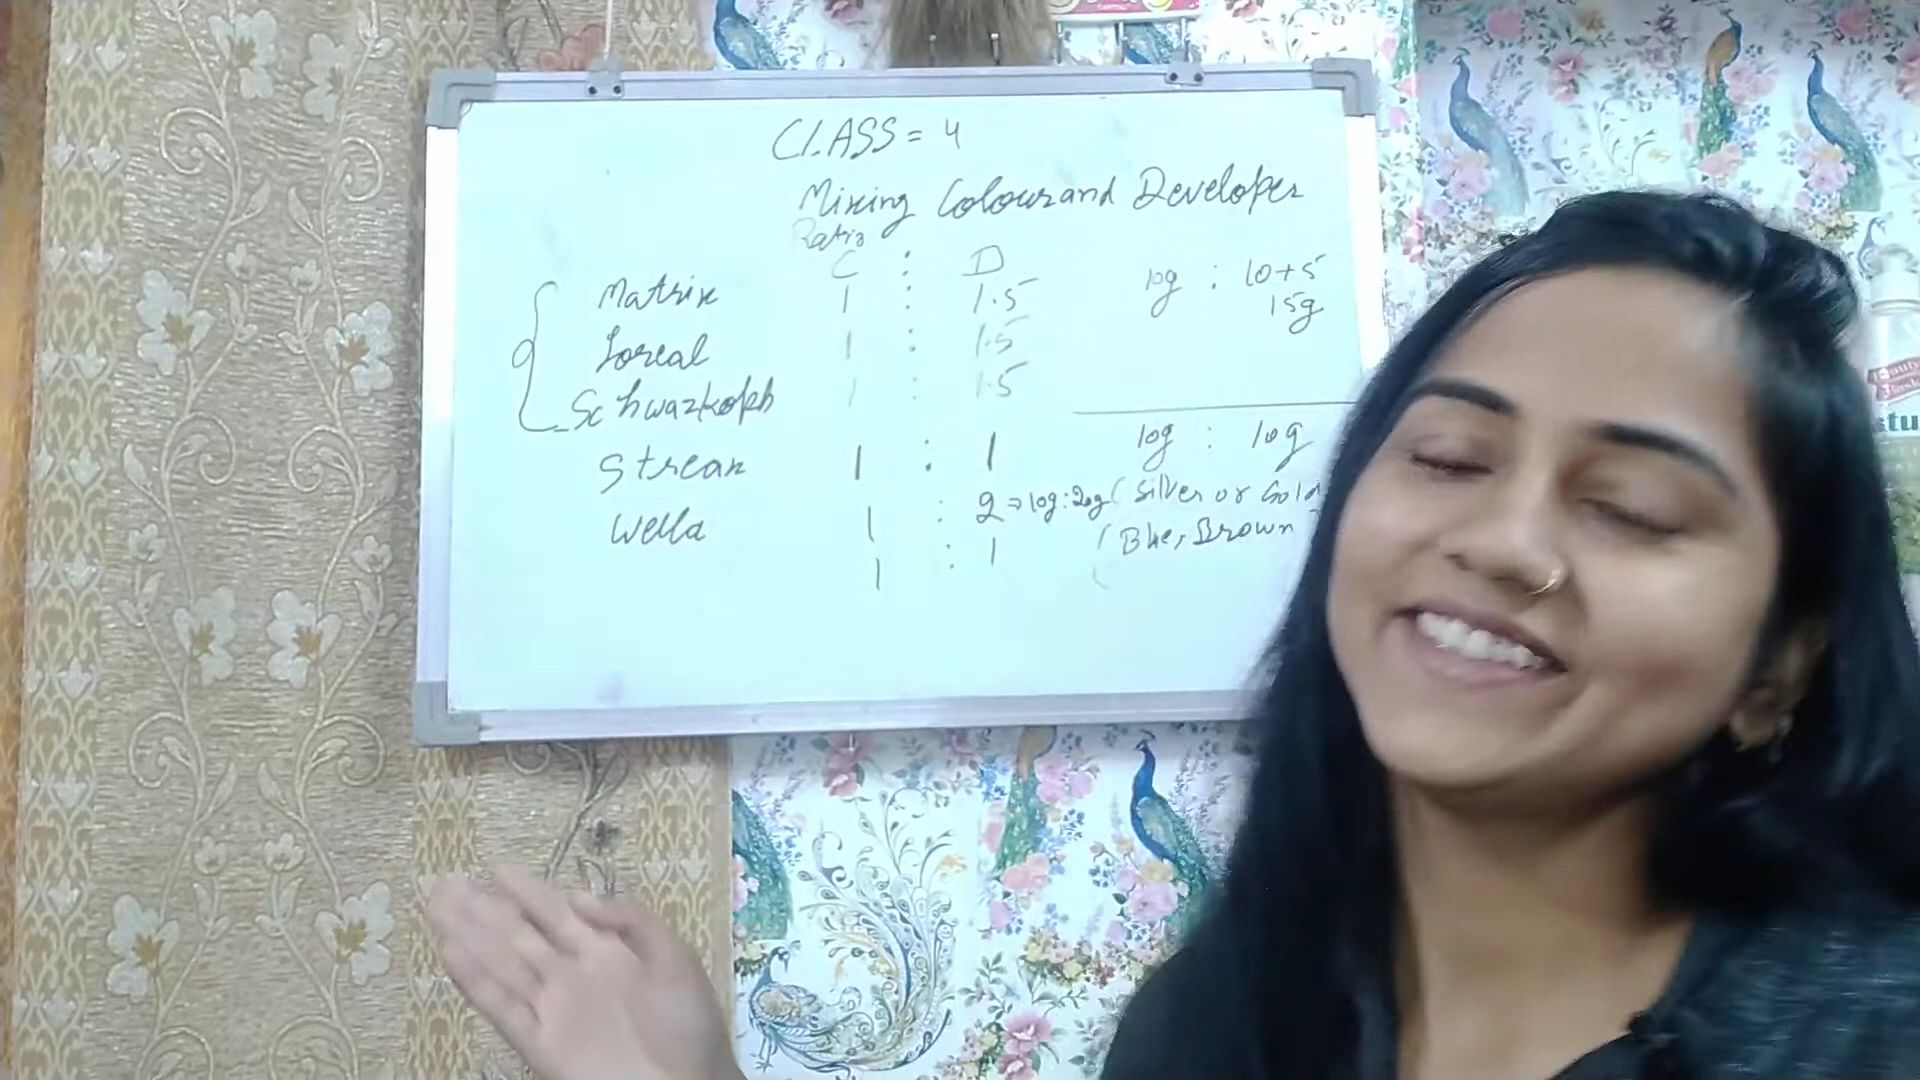 CLASS = 4
Mixing Colour and Developer
Ratio
C : D
Matrix 1 : 1.5
10g : 10+5
15g
Loreal 1 : 1.5
Schwazkoph 1 : 1.5
Streax 1 : 1
10g : 10g
Wella 1 : 2 => 10g : 20g (Silver or Gold
1 : 1 (Blue, Brown